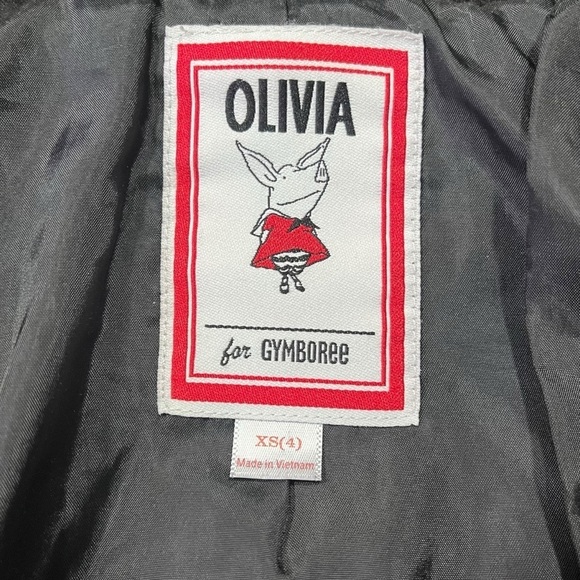 OLIVIA
for GYMBOREE
XS(4)
Made in Vietnam